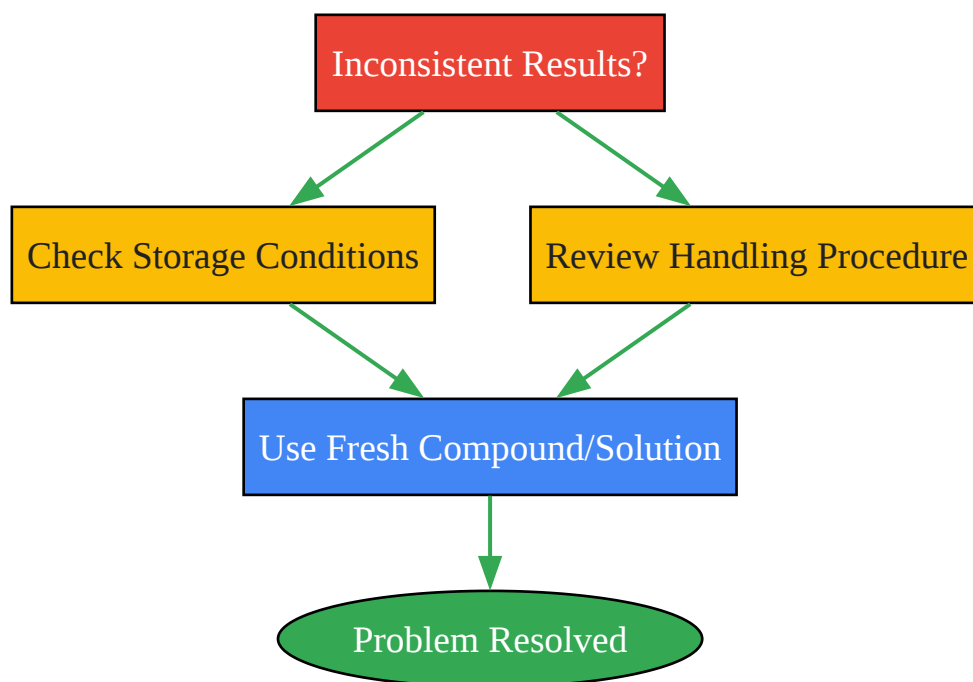 Inconsistent Results?
Check Storage Conditions
Review Handling Procedure
Use Fresh Compound/Solution
Problem Resolved